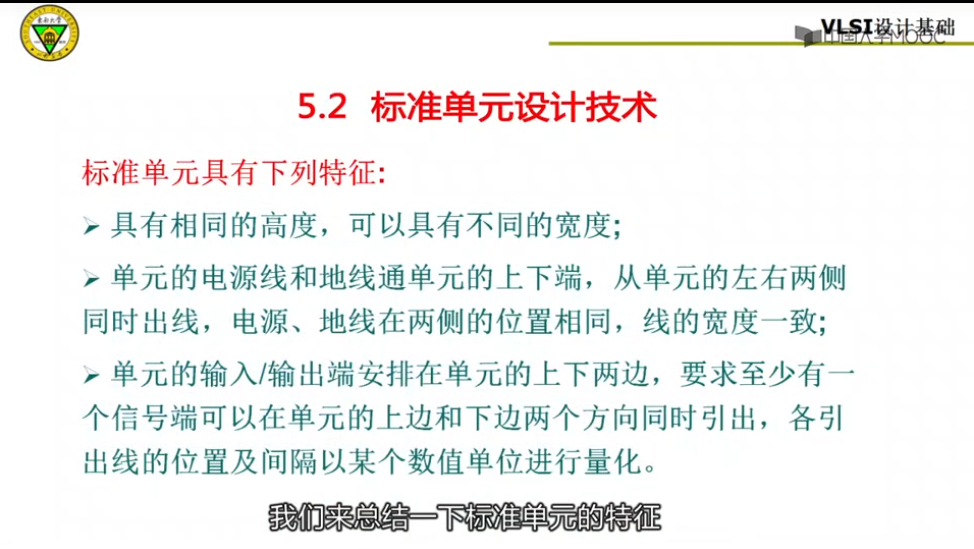 VLSI设计基础
中国大学MOOC
5.2 标准单元设计技术
标准单元具有下列特征:
➢ 具有相同的高度，可以具有不同的宽度;
➢ 单元的电源线和地线通单元的上下端，从单元的左右两侧
同时出线，电源、地线在两侧的位置相同，线的宽度一致;
➢ 单元的输入/输出端安排在单元的上下两边，要求至少有一
个信号端可以在单元的上边和下边两个方向同时引出，各引
出线的位置及间隔以某个数值单位进行量化。
我们来总结一下标准单元的特征